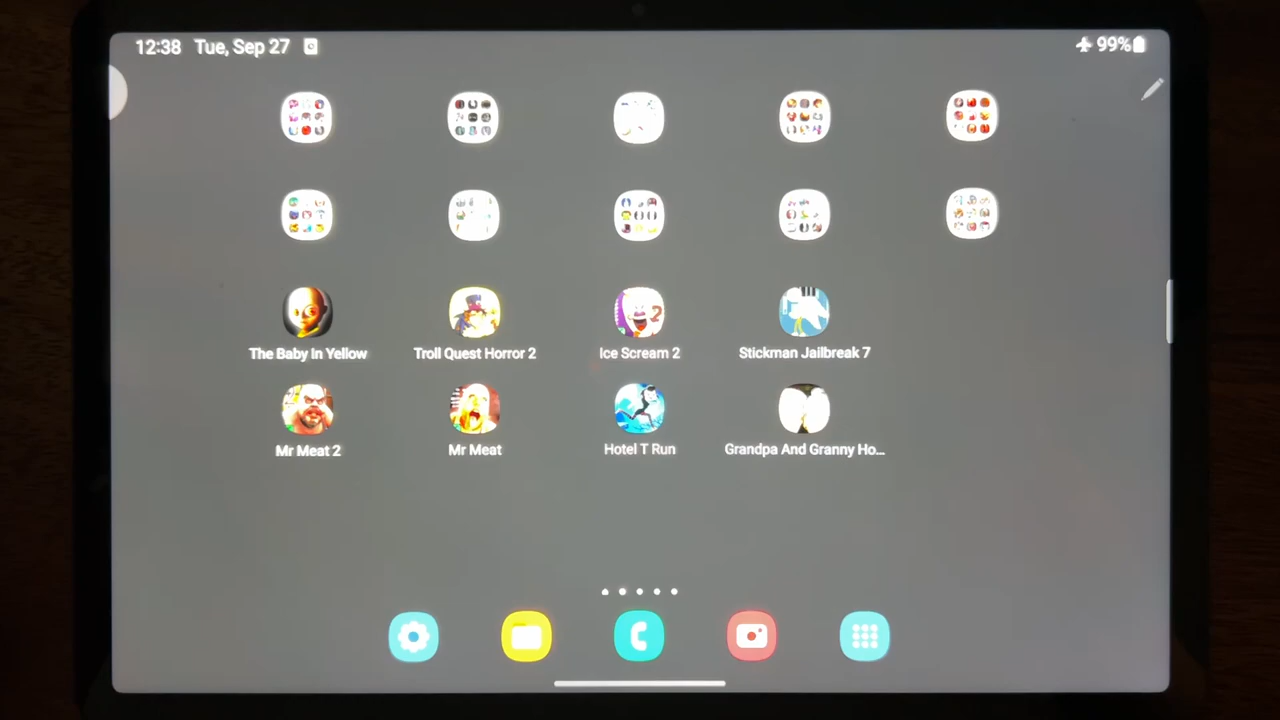 12:38 Tue, Sep 27
99%
The Baby In Yellow
Troll Quest Horror 2
Ice Scream 2
Stickman Jailbreak 7
2
Mr Meat 2
Mr Meat
Hotel T Run
Grandpa And Granny Ho...